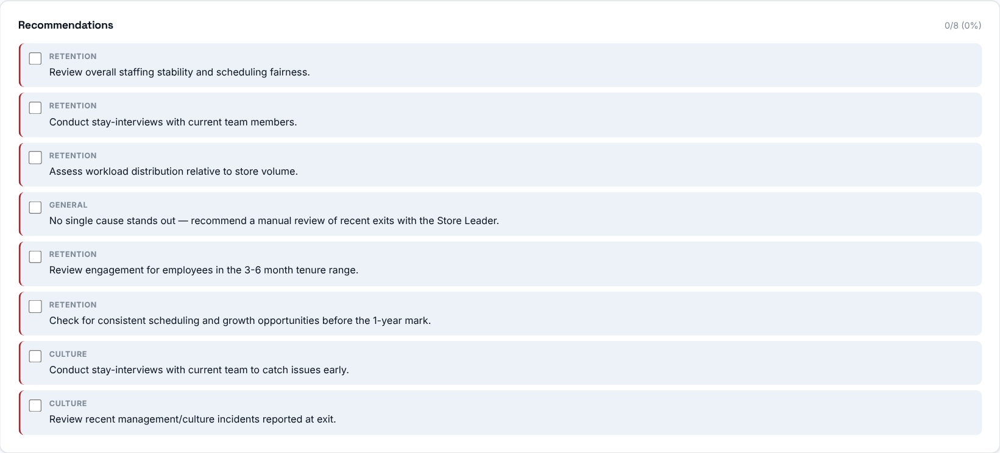 Recommendations
0/8 (0%)
RETENTION
Review overall staffing stability and scheduling fairness.
RETENTION
Conduct stay-interviews with current team members.
RETENTION
Assess workload distribution relative to store volume.
GENERAL
No single cause stands out — recommend a manual review of recent exits with the Store Leader.
RETENTION
Review engagement for employees in the 3-6 month tenure range.
RETENTION
Check for consistent scheduling and growth opportunities before the 1-year mark.
CULTURE
Conduct stay-interviews with current team to catch issues early.
CULTURE
Review recent management/culture incidents reported at exit.